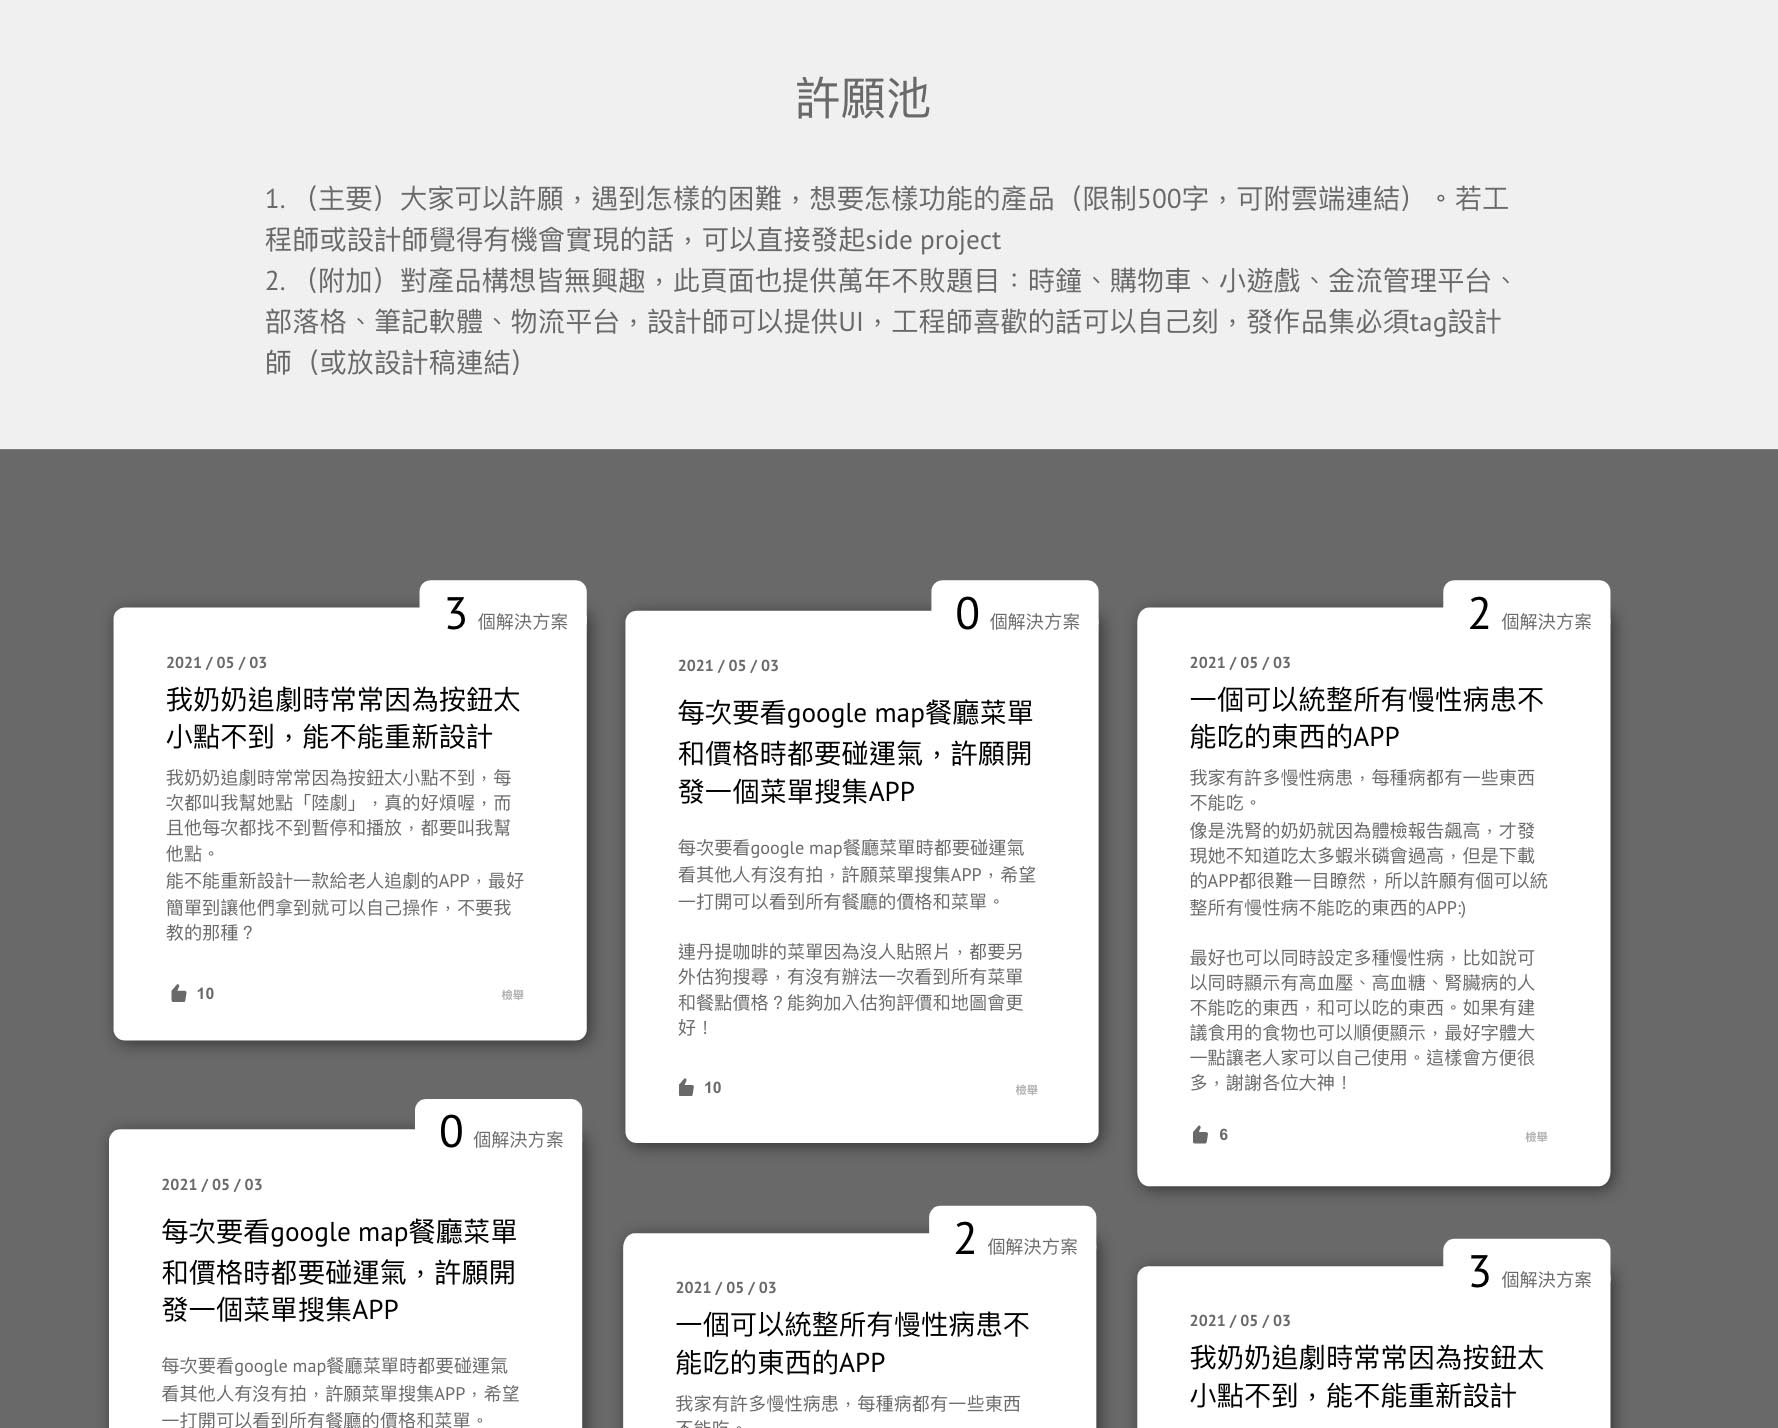 許願池
1. （主要）大家可以許願，遇到怎樣的困難，想要怎樣功能的產品（限制500字，可附雲端連結）。若工
程師或設計師覺得有機會實現的話，可以直接發起side project
2. （附加）對產品構想皆無興趣，此頁面也提供萬年不敗題目：時鐘、購物車、小遊戲、金流管理平台、
部落格、筆記軟體、物流平台，設計師可以提供UI，工程師喜歡的話可以自己刻，發作品集必須tag設計
師（或放設計稿連結）
3 個解決方案
2021 / 05 / 03
我奶奶追劇時常常因為按鈕太
小點不到，能不能重新設計
我奶奶追劇時常常因為按鈕太小點不到，每
次都叫我幫她點「陸劇」，真的好煩喔，而
且他每次都找不到暫停和播放，都要叫我幫
他點。
能不能重新設計一款給老人追劇的APP，最好
簡單到讓他們拿到就可以自己操作，不要我
教的那種？
10
檢舉
0 個解決方案
2021 / 05 / 03
每次要看google map餐廳菜單
和價格時都要碰運氣，許願開
發一個菜單搜集APP
每次要看google map餐廳菜單時都要碰運氣
看其他人有沒有拍，許願菜單搜集APP，希望
一打開可以看到所有餐廳的價格和菜單。
連丹提咖啡的菜單因為沒人貼照片，都要另
外估狗搜尋，有沒有辦法一次看到所有菜單
和餐點價格？能夠加入估狗評價和地圖會更
好！
10
檢舉
2 個解決方案
2021 / 05 / 03
一個可以統整所有慢性病患不
能吃的東西的APP
我家有許多慢性病患，每種病都有一些東西
不能吃。
像是洗腎的奶奶就因為體檢報告飆高，才發
現她不知道吃太多蝦米磷會過高，但是下載
的APP都很難一目瞭然，所以許願有個可以統
整所有慢性病不能吃的東西的APP:)
最好也可以同時設定多種慢性病，比如說可
以同時顯示有高血壓、高血糖、腎臟病的人
不能吃的東西，和可以吃的東西。如果有建
議食用的食物也可以順便顯示，最好字體大
一點讓老人家可以自己使用。這樣會方便很
多，謝謝各位大神！
6
檢舉
0 個解決方案
2021 / 05 / 03
每次要看google map餐廳菜單
和價格時都要碰運氣，許願開
發一個菜單搜集APP
每次要看google map餐廳菜單時都要碰運氣
看其他人有沒有拍，許願菜單搜集APP，希望
一打開可以看到所有餐廳的價格和菜單。
2 個解決方案
2021 / 05 / 03
一個可以統整所有慢性病患不
能吃的東西的APP
我家有許多慢性病患，每種病都有一些東西
不能吃。
3 個解決方案
2021 / 05 / 03
我奶奶追劇時常常因為按鈕太
小點不到，能不能重新設計